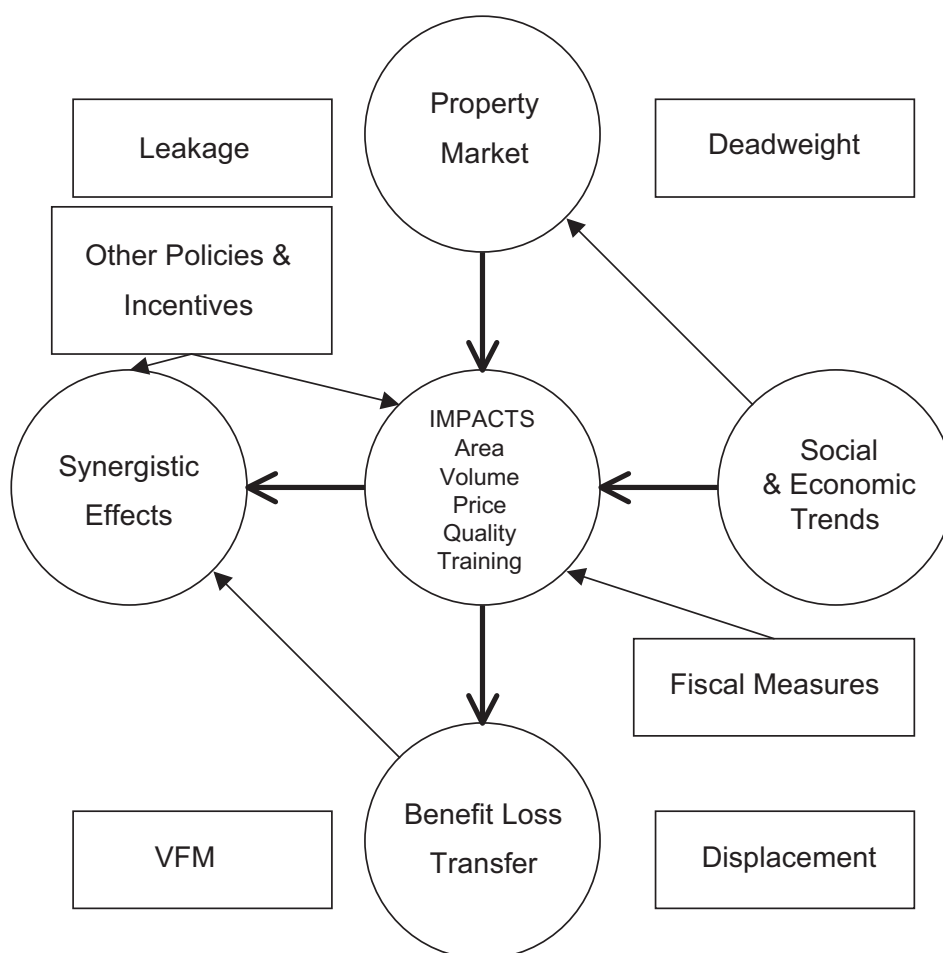 Property
Market
Leakage
Deadweight
Other Policies &
Incentives
IMPACTS
Area
Volume
Price
Quality
Training
Synergistic
Effects
Social
& Economic
Trends
Fiscal Measures
Benefit Loss
Transfer
VFM
Displacement